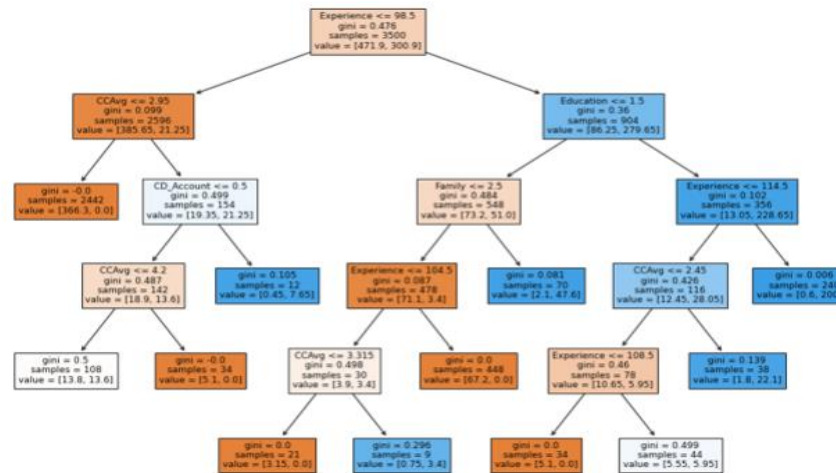 Experience <= 98.5
gini = 0.476
samples = 3500
value = [471.9, 300.9]
CCAvg <= 2.95
gini = 0.099
samples = 2596
value = [385.65, 21.25]
Education <= 1.5
gini = 0.36
samples = 904
value = [86.25, 279.65]
gini = -0.0
samples = 2442
value = [366.3, 0.0]
CD_Account <= 0.5
gini = 0.499
samples = 154
value = [19.35, 21.25]
Family <= 2.5
gini = 0.484
samples = 548
value = [73.2, 51.0]
Experience <= 114.5
gini = 0.102
samples = 356
value = [13.05, 228.65]
CCAvg <= 4.2
gini = 0.487
samples = 142
value = [18.9, 13.6]
gini = 0.105
samples = 12
value = [0.45, 7.65]
Experience <= 104.5
gini = 0.087
samples = 478
value = [71.1, 3.4]
gini = 0.081
samples = 70
value = [2.1, 47.6]
CCAvg <= 2.45
gini = 0.426
samples = 116
value = [12.45, 28.05]
gini = 0.006
samples =
value = [0.6,
gini = 0.5
samples = 108
value = [13.8, 13.6]
gini = -0.0
samples = 34
value = [5.1, 0.0]
CCAvg <= 3.315
gini = 0.498
samples = 30
value = [3.9, 3.4]
gini = 0.0
samples = 448
value = [67.2, 0.0]
Experience <= 108.5
gini = 0.46
samples = 78
value = [10.65, 5.95]
gini = 0.139
samples = 38
value = [1.8, 22.1]
gini = 0.0
samples = 21
value = [3.15, 0.0]
gini = 0.296
samples = 9
value = [0.75, 3.4]
gini = 0.0
samples = 34
value = [5.1, 0.0]
gini = 0.499
samples = 44
value = [5.55, 5.95]